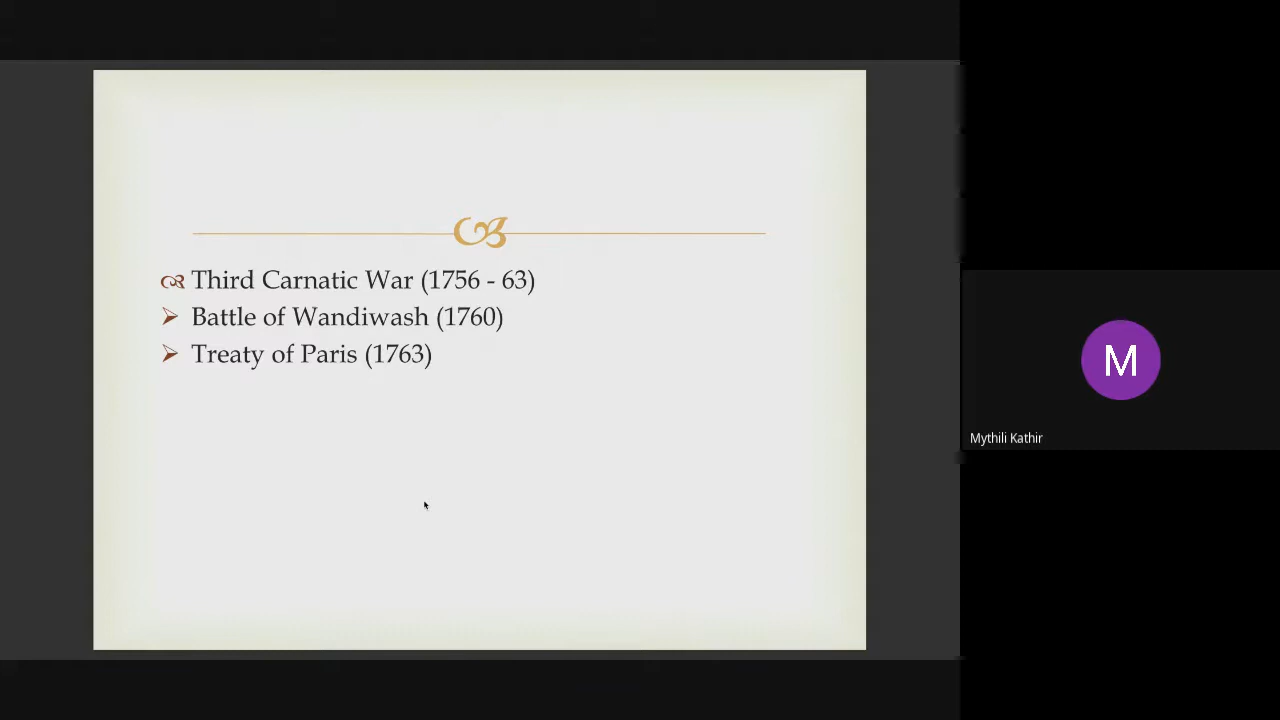 Third Carnatic War (1756 - 63)
Battle of Wandiwash (1760)
Treaty of Paris (1763)
M
Mythili Kathir